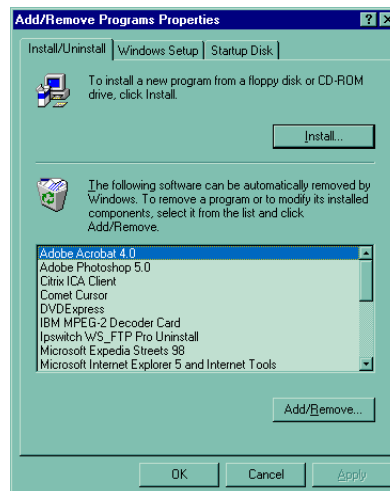 Add/Remove Programs Properties
Install/Uninstall Windows Setup Startup Disk
To install a new program from a floppy disk or CD-ROM
drive, click Install.
Install...
The following software can be automatically removed by
Windows. To remove a program or to modify its installed
components, select it from the list and click
Add/Remove.
Adobe Acrobat 4.0
Adobe Photoshop 5.0
Citrix ICA Client
Comet Cursor
DVDExpress
IBM MPEG-2 Decoder Card
Ipswitch WS_FTP Pro Uninstall
Microsoft Expedia Streets 98
Microsoft Internet Explorer 5 and Internet Tools
Add/Remove...
OK Cancel Apply